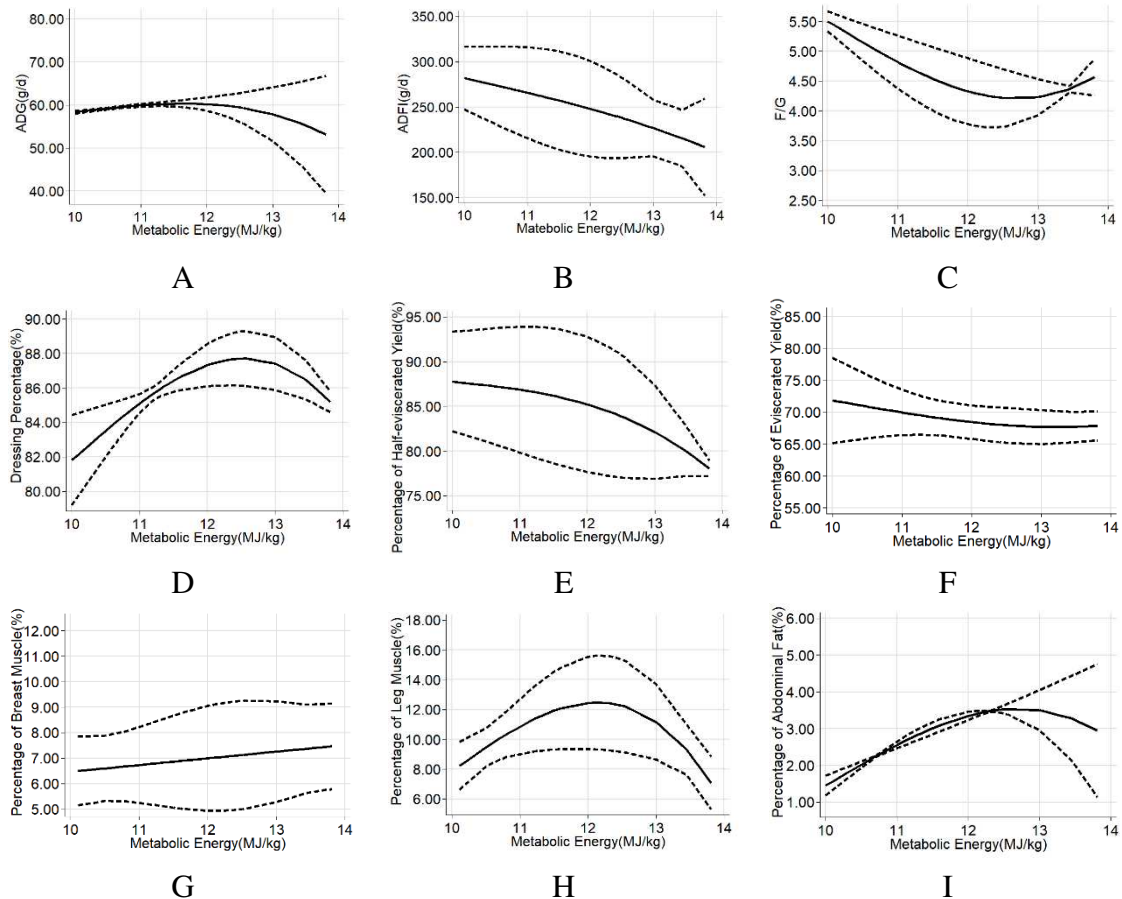 ADG(g/d)
80.00
70.00
60.00
50.00
40.00
10 11 12 13 14
Metabolic Energy(MJ/kg)
A
ADFI(g/d)
350.00
300.00
250.00
200.00
150.00
10 11 12 13 14
Matebolic Energy(MJ/kg)
B
F/G
5.50
5.00
4.50
4.00
3.50
3.00
2.50
10 11 12 13 14
Metabolic Energy(MJ/kg)
C
Dressing Percentage(%)
90.00
88.00
86.00
84.00
82.00
80.00
10 11 12 13 14
Metabolic Energy(MJ/kg)
D
Percentage of Half-eviscerated Yield(%)
95.00
90.00
85.00
80.00
75.00
10 11 12 13 14
Metabolic Energy(MJ/kg)
E
Percentage of Eviscerated Yield(%)
85.00
80.00
75.00
70.00
65.00
60.00
55.00
10 11 12 13 14
Metabolic Energy(MJ/kg)
F
Percentage of Breast Muscle(%)
12.00
11.00
10.00
9.00
8.00
7.00
6.00
5.00
10 11 12 13 14
Metabolic Energy(MJ/kg)
G
Percentage of Leg Muscle(%)
18.00
16.00
14.00
12.00
10.00
8.00
6.00
10 11 12 13 14
Metabolic Energy(MJ/kg)
H
Percentage of Abdominal Fat(%)
6.00
5.00
4.00
3.00
2.00
1.00
10 11 12 13 14
Metabolic Energy(MJ/kg)
I